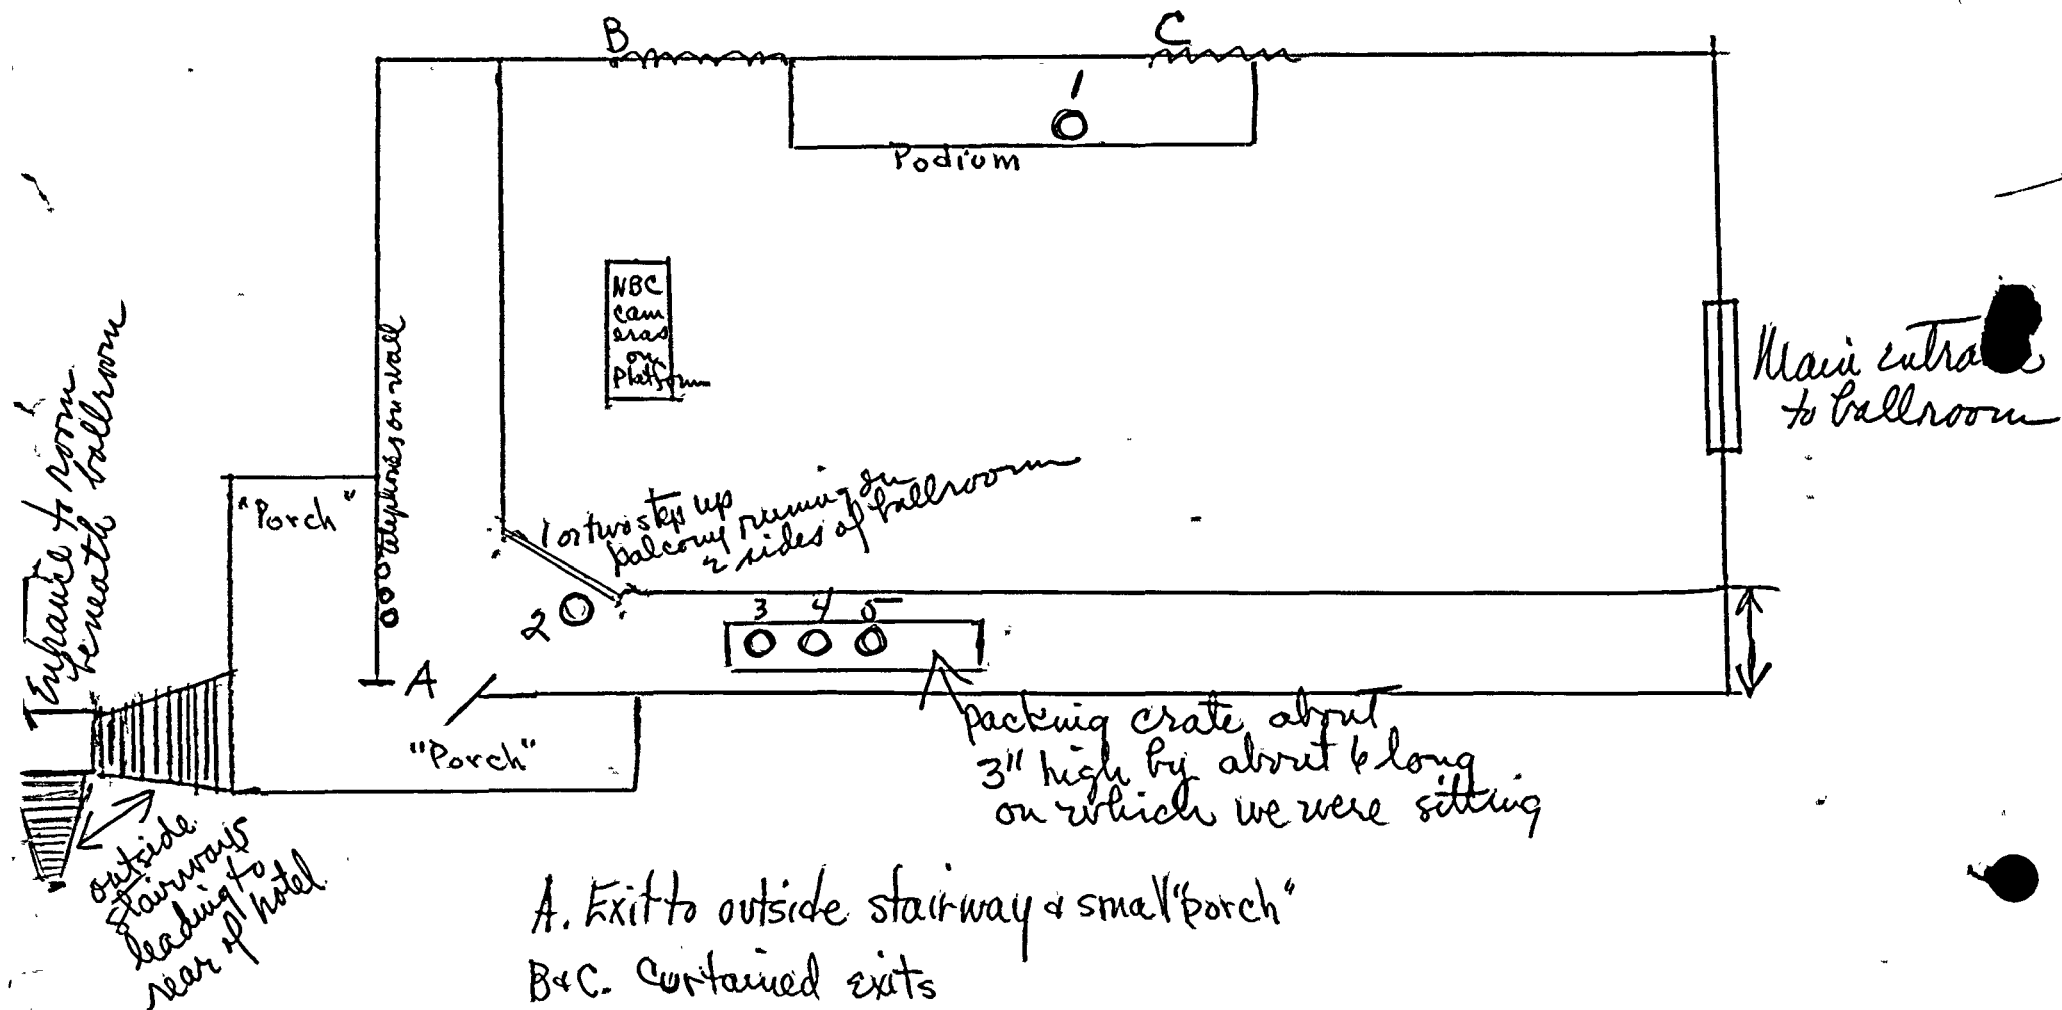 B
C
1
Podium
NBC
cam
eras
on
Platform
telephones on wall
Main entra
to ballroom
Entrance to room
beneath ballroom
"Porch"
1 or two steps up
balcony running on
2 sides of ballroom
2
3 4 5
A
"Porch"
packing crate about
3" high by about 6 long
on which we were sitting
outside
stairways
leading to
rear of hotel
A. Exit to outside stairway & small "porch"
B & C. Curtained exits